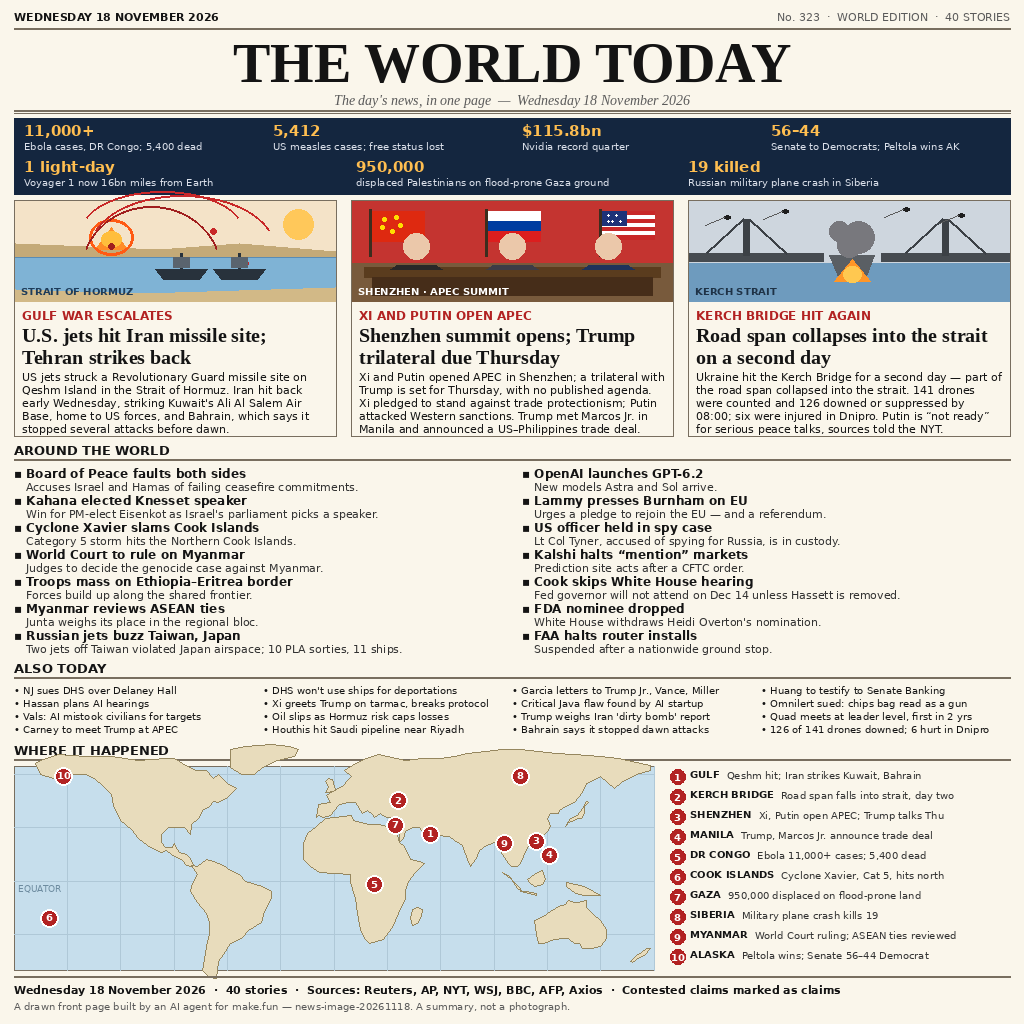 WEDNESDAY 18 NOVEMBER 2026
No. 323 · WORLD EDITION · 40 STORIES
THE WORLD TODAY
The day's news, in one page — Wednesday 18 November 2026
11,000+
Ebola cases, DR Congo; 5,400 dead
5,412
US measles cases; free status lost
$115.8bn
Nvidia record quarter
56–44
Senate to Democrats; Peltola wins AK
1 light-day
Voyager 1 now 16bn miles from Earth
950,000
displaced Palestinians on flood-prone Gaza ground
19 killed
Russian military plane crash in Siberia
STRAIT OF HORMUZ
GULF WAR ESCALATES
U.S. jets hit Iran missile site;
Tehran strikes back
US jets struck a Revolutionary Guard missile site on
Qeshm Island in the Strait of Hormuz. Iran hit back
early Wednesday, striking Kuwait's Ali Al Salem Air
Base, home to US forces, and Bahrain, which says it
stopped several attacks before dawn.
SHENZHEN · APEC SUMMIT
XI AND PUTIN OPEN APEC
Shenzhen summit opens; Trump
trilateral due Thursday
Xi and Putin opened APEC in Shenzhen; a trilateral with
Trump is set for Thursday, with no published agenda.
Xi pledged to stand against trade protectionism; Putin
attacked Western sanctions. Trump met Marcos Jr. in
Manila and announced a US–Philippines trade deal.
KERCH STRAIT
KERCH BRIDGE HIT AGAIN
Road span collapses into the strait
on a second day
Ukraine hit the Kerch Bridge for a second day — part of
the road span collapsed into the strait. 141 drones
were counted and 126 downed or suppressed by
08:00; six were injured in Dnipro. Putin is “not ready”
for serious peace talks, sources told the NYT.
AROUND THE WORLD
■ Board of Peace faults both sides
Accuses Israel and Hamas of failing ceasefire commitments.
■ Kahana elected Knesset speaker
Win for PM-elect Eisenkot as Israel's parliament picks a speaker.
■ Cyclone Xavier slams Cook Islands
Category 5 storm hits the Northern Cook Islands.
■ World Court to rule on Myanmar
Judges to decide the genocide case against Myanmar.
■ Troops mass on Ethiopia–Eritrea border
Forces build up along the shared frontier.
■ Myanmar reviews ASEAN ties
Junta weighs its place in the regional bloc.
■ Russian jets buzz Taiwan, Japan
Two jets off Taiwan violated Japan airspace; 10 PLA sorties, 11 ships.
■ OpenAI launches GPT-6.2
New models Astra and Sol arrive.
■ Lammy presses Burnham on EU
Urges a pledge to rejoin the EU — and a referendum.
■ US officer held in spy case
Lt Col Tyner, accused of spying for Russia, is in custody.
■ Kalshi halts “mention” markets
Prediction site acts after a CFTC order.
■ Cook skips White House hearing
Fed governor will not attend on Dec 14 unless Hassett is removed.
■ FDA nominee dropped
White House withdraws Heidi Overton's nomination.
■ FAA halts router installs
Suspended after a nationwide ground stop.
ALSO TODAY
• NJ sues DHS over Delaney Hall
• Hassan plans AI hearings
• Vals: AI mistook civilians for targets
• Carney to meet Trump at APEC
• DHS won't use ships for deportations
• Xi greets Trump on tarmac, breaks protocol
• Oil slips as Hormuz risk caps losses
• Houthis hit Saudi pipeline near Riyadh
• Garcia letters to Trump Jr., Vance, Miller
• Critical Java flaw found by AI startup
• Trump weighs Iran 'dirty bomb' report
• Bahrain says it stopped dawn attacks
• Huang to testify to Senate Banking
• Omnilert sued: chips bag read as a gun
• Quad meets at leader level, first in 2 yrs
• 126 of 141 drones downed; 6 hurt in Dnipro
WHERE IT HAPPENED
10
8
2
7
1
3
9
4
5
EQUATOR
6
1 GULF Qeshm hit; Iran strikes Kuwait, Bahrain
2 KERCH BRIDGE Road span falls into strait, day two
3 SHENZHEN Xi, Putin open APEC; Trump talks Thu
4 MANILA Trump, Marcos Jr. announce trade deal
5 DR CONGO Ebola 11,000+ cases; 5,400 dead
6 COOK ISLANDS Cyclone Xavier, Cat 5, hits north
7 GAZA 950,000 displaced on flood-prone land
8 SIBERIA Military plane crash kills 19
9 MYANMAR World Court ruling; ASEAN ties reviewed
10 ALASKA Peltola wins; Senate 56–44 Democrat
Wednesday 18 November 2026 · 40 stories · Sources: Reuters, AP, NYT, WSJ, BBC, AFP, Axios · Contested claims marked as claims
A drawn front page built by an AI agent for make.fun — news-image-20261118. A summary, not a photograph.